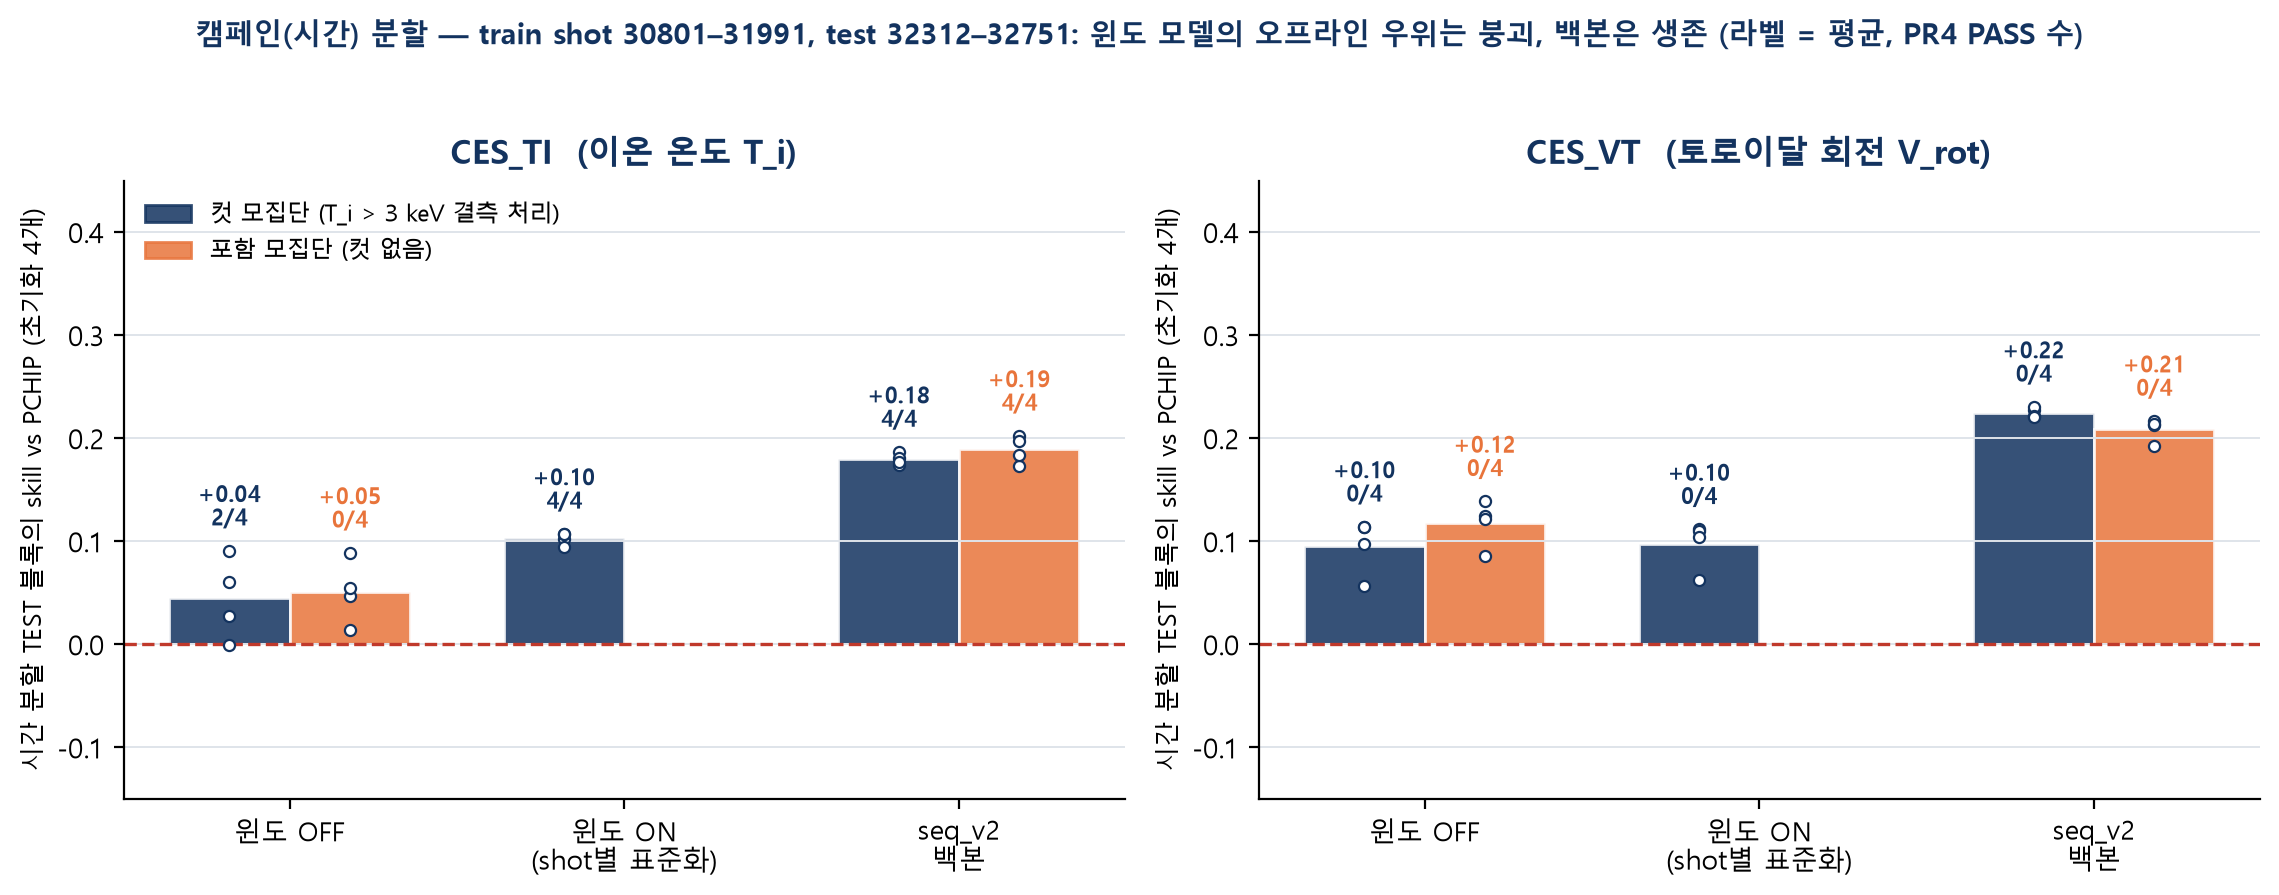 캠페인(시간) 분할 — train shot 30801–31991, test 32312–32751: 윈도 모델의 오프라인 우위는 붕괴, 백본은 생존 (라벨 = 평균, PR4 PASS 수)
CES_TI (이온 온도 T_i)
시간 분할 TEST 블록의 skill vs PCHIP (초기화 4개)
0.4
0.3
0.2
0.1
0.0
-0.1
컷 모집단 (T_i > 3 keV 결측 처리)
포함 모집단 (컷 없음)
+0.04
2/4
+0.05
0/4
+0.10
4/4
+0.18
4/4
+0.19
4/4
윈도 OFF
윈도 ON
(shot별 표준화)
seq_v2
백본
CES_VT (토로이달 회전 V_rot)
시간 분할 TEST 블록의 skill vs PCHIP (초기화 4개)
0.4
0.3
0.2
0.1
0.0
-0.1
+0.10
0/4
+0.12
0/4
+0.10
0/4
+0.22
0/4
+0.21
0/4
윈도 OFF
윈도 ON
(shot별 표준화)
seq_v2
백본